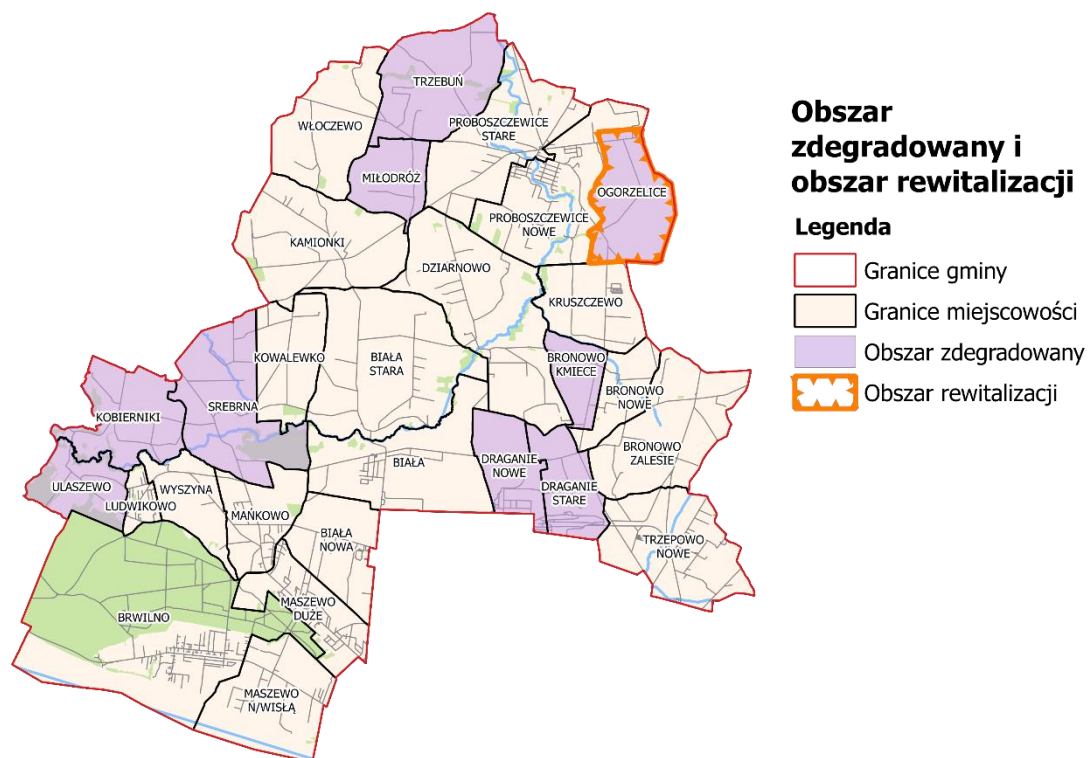 TRZEBUŃ
WŁOCZEWO
PROBOSZCZEWICE
STARE
MIŁODRÓŻ
OGORZELICE
PROBOSZCZEWICE
NOWE
KAMIONKI
DZIARNOWO
KRUSZCZEWO
KOWALEWKO
BIAŁA
STARA
BRONOWO
KMIECE
BRONOWO
NOWE
SREBRNA
KOBIERNIKI
BRONOWO
ZALESIE
DRAGANIE
NOWE
BIAŁA
DRAGANIE
STARE
ULASZEWO
WYSZYNA
LUDWIKOWO
MAŃKOWO
BIAŁA
NOWA
TRZEPOWO
NOWE
MASZEWO
DUŻE
BRWILNO
MASZEWO
N/WISŁĄ
Obszar
zdegradowany i
obszar rewitalizacji
Legenda
Granice gminy
Granice miejscowości
Obszar zdegradowany
Obszar rewitalizacji